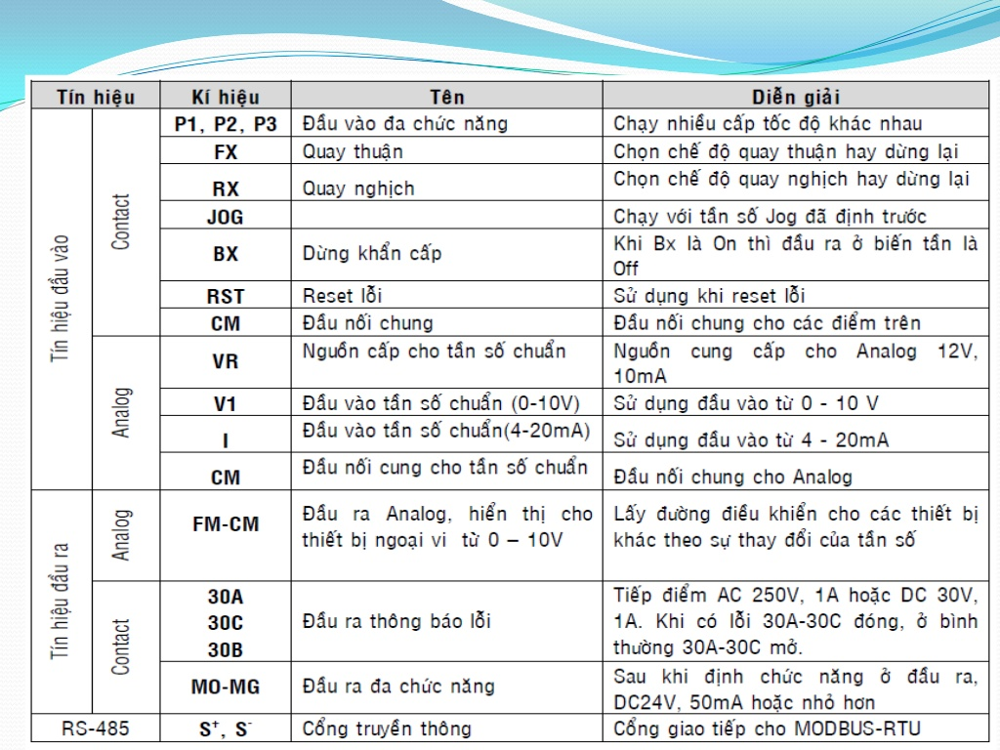 Tín hiệu Kí hiệu Tên Diễn giải
Tín hiệu đầu vào
Contact
P1, P2, P3 Đầu vào đa chức năng Chạy nhiều cấp tốc độ khác nhau
FX Quay thuận Chọn chế độ quay thuận hay dừng lại
RX Quay nghịch Chọn chế độ quay nghịch hay dừng lại
JOG Chạy với tần số Jog đã định trước
BX Dừng khẩn cấp Khi Bx là On thì đầu ra ở biến tần là
Off
RST Reset lỗi Sử dụng khi reset lỗi
CM Đầu nối chung Đầu nối chung cho các điểm trên
Analog
VR Nguồn cấp cho tần số chuẩn Nguồn cung cấp cho Analog 12V,
10mA
V1 Đầu vào tần số chuẩn (0-10V) Sử dụng đầu vào từ 0 - 10 V
I Đầu vào tần số chuẩn(4-20mA) Sử dụng đầu vào từ 4 - 20mA
CM Đầu nối cung cho tần số chuẩn Đầu nối chung cho Analog
Tín hiệu đầu ra
Analog
FM-CM Đầu ra Analog, hiển thị cho Lấy đường điều khiển cho các thiết bị
thiết bị ngoại vi từ 0 – 10V khác theo sự thay đổi của tần số
Contact
30A Tiếp điểm AC 250V, 1A hoặc DC 30V,
30C Đầu ra thông báo lỗi 1A. Khi có lỗi 30A-30C đóng, ở bình
30B thường 30A-30C mở.
MO-MG Đầu ra đa chức năng Sau khi định chức năng ở đầu ra,
DC24V, 50mA hoặc nhỏ hơn
RS-485 S+, S- Cổng truyền thông Cổng giao tiếp cho MODBUS-RTU